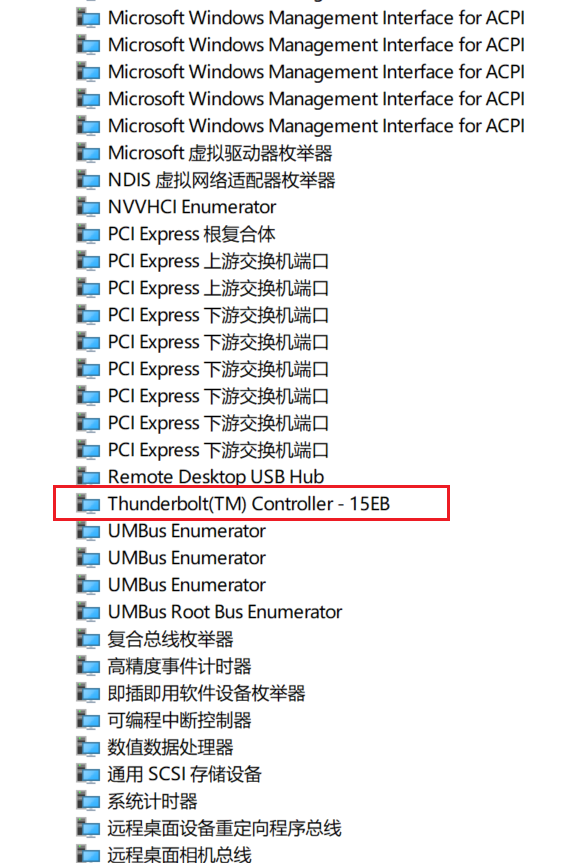 Microsoft Windows Management Interface for ACPI
Microsoft Windows Management Interface for ACPI
Microsoft Windows Management Interface for ACPI
Microsoft Windows Management Interface for ACPI
Microsoft Windows Management Interface for ACPI
Microsoft 虚拟驱动器枚举器
NDIS 虚拟网络适配器枚举器
NVVHCI Enumerator
PCI Express 根复合体
PCI Express 上游交换机端口
PCI Express 上游交换机端口
PCI Express 下游交换机端口
PCI Express 下游交换机端口
PCI Express 下游交换机端口
PCI Express 下游交换机端口
PCI Express 下游交换机端口
PCI Express 下游交换机端口
Remote Desktop USB Hub
Thunderbolt(TM) Controller - 15EB
UMBus Enumerator
UMBus Enumerator
UMBus Enumerator
UMBus Root Bus Enumerator
复合总线枚举器
高精度事件计时器
即插即用软件设备枚举器
可编程中断控制器
数值数据处理器
通用 SCSI 存储设备
系统计时器
远程桌面设备重定向程序总线
远程桌面相机总线